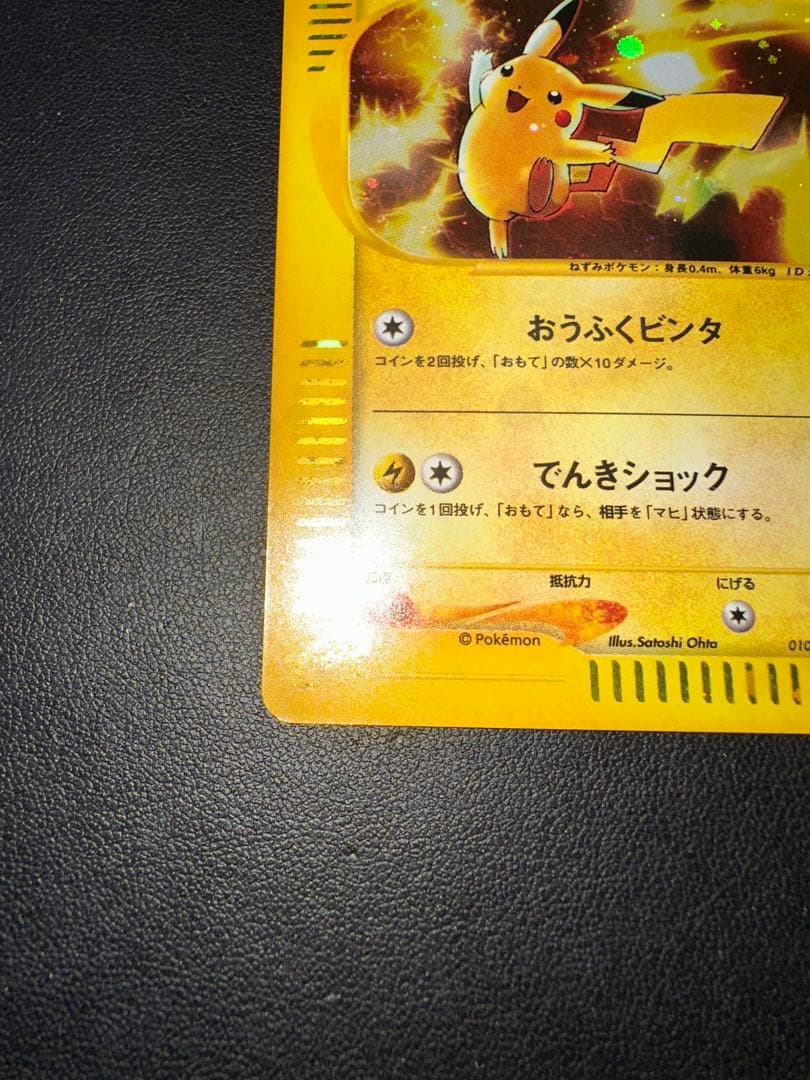 ねずみポケモン：身長0.4m、体重6kg ID
おうふくビンタ
コインを2回投げ、「おもて」の数×10ダメージ。
でんきショック
コインを1回投げ、「おもて」なら、相手を「マヒ」状態にする。
抵抗力 にげる
© Pokémon Illus.Satoshi Ohta 010